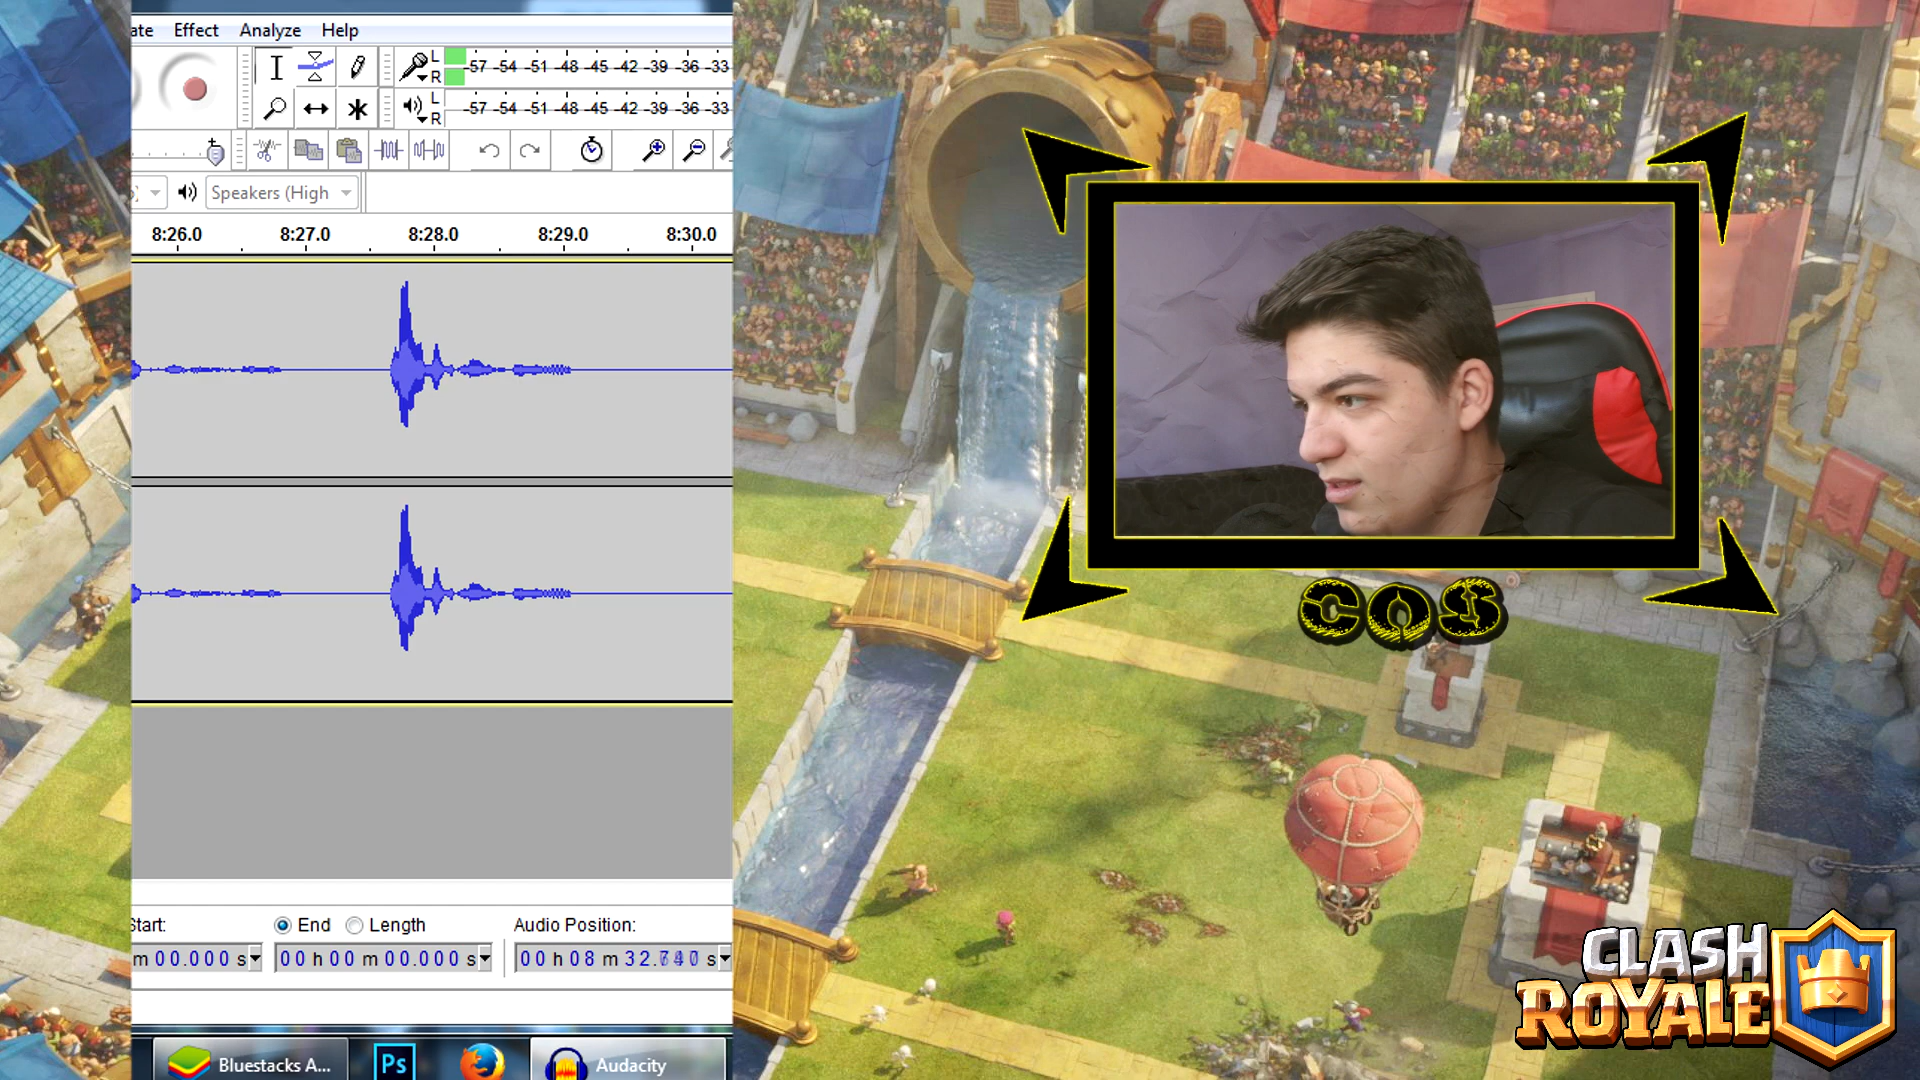 ate Effect Analyze Help
L
R
-57 -54 -51 -48 -45 -42 -39 -36 -33
L
R
-57 -54 -51 -48 -45 -42 -39 -36 -33
Speakers (High
8:26.0 8:27.0 8:28.0 8:29.0 8:30.0
COS
Start: End Length Audio Position:
m 00.000 s 00 h 00 m 00.000 s 00 h 08 m 32. s
CLASH
ROYALE
Bluestacks A... Ps Audacity